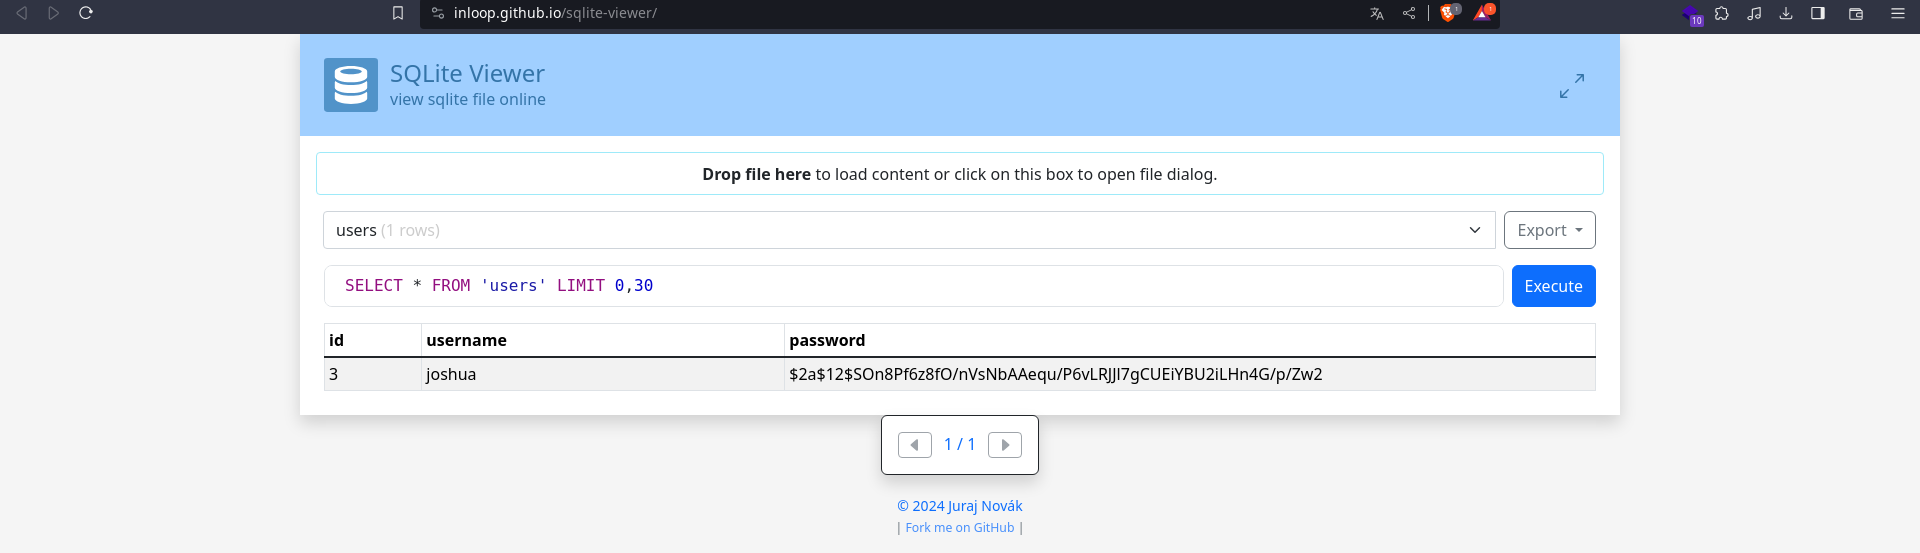 inloop.github.io/sqlite-viewer/
1
1
10
SQLite Viewer
view sqlite file online
Drop file here to load content or click on this box to open file dialog.
users (1 rows)
Export
SELECT * FROM 'users' LIMIT 0,30
Execute
id username password
3 joshua $2a$12$SOn8Pf6z8fO/nVsNbAAequ/P6vLRJJl7gCUEiYBU2iLHn4G/p/Zw2
1 / 1
© 2024 Juraj Novák
| Fork me on GitHub |